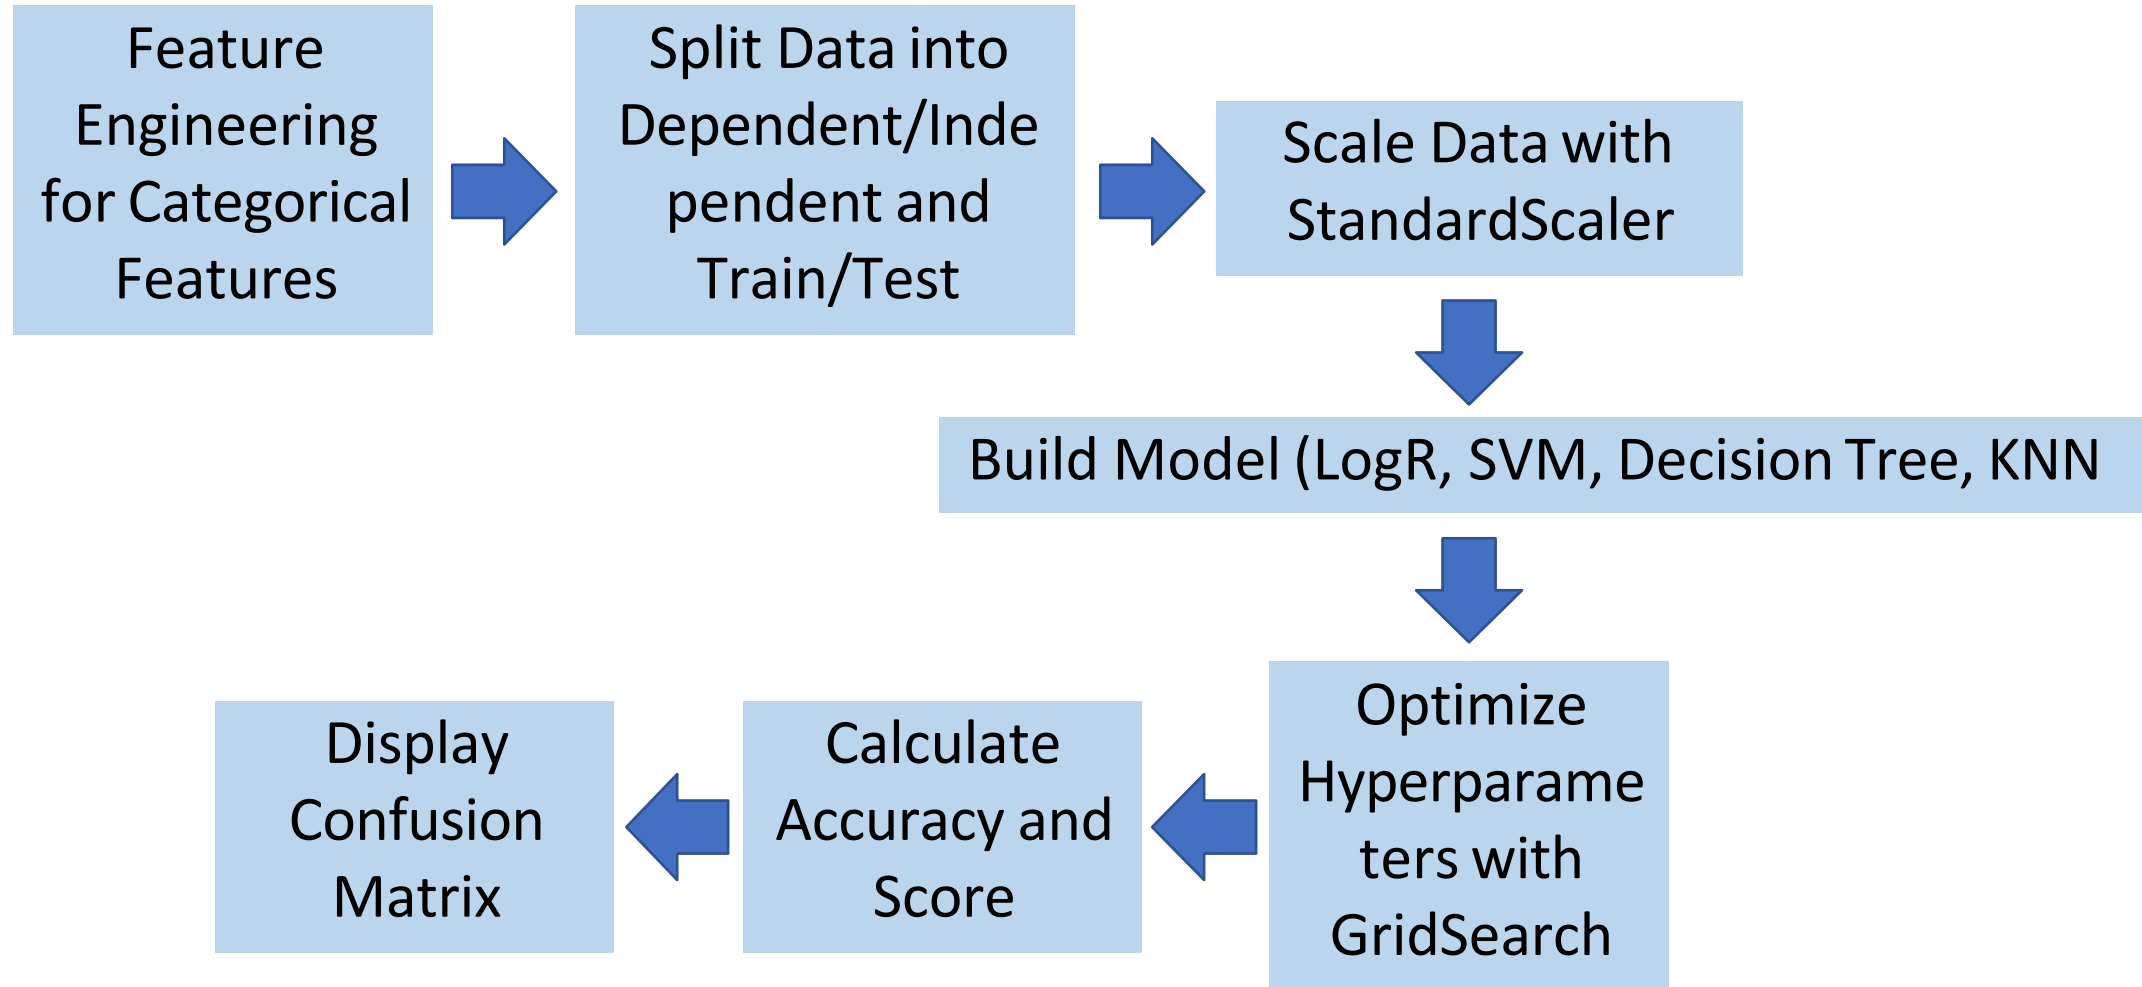 Feature
Engineering
for Categorical
Features
Split Data into
Dependent/Inde
pendent and
Train/Test
Scale Data with
StandardScaler
Build Model (LogR, SVM, Decision Tree, KNN
Optimize
Hyperparame
ters with
GridSearch
Calculate
Accuracy and
Score
Display
Confusion
Matrix